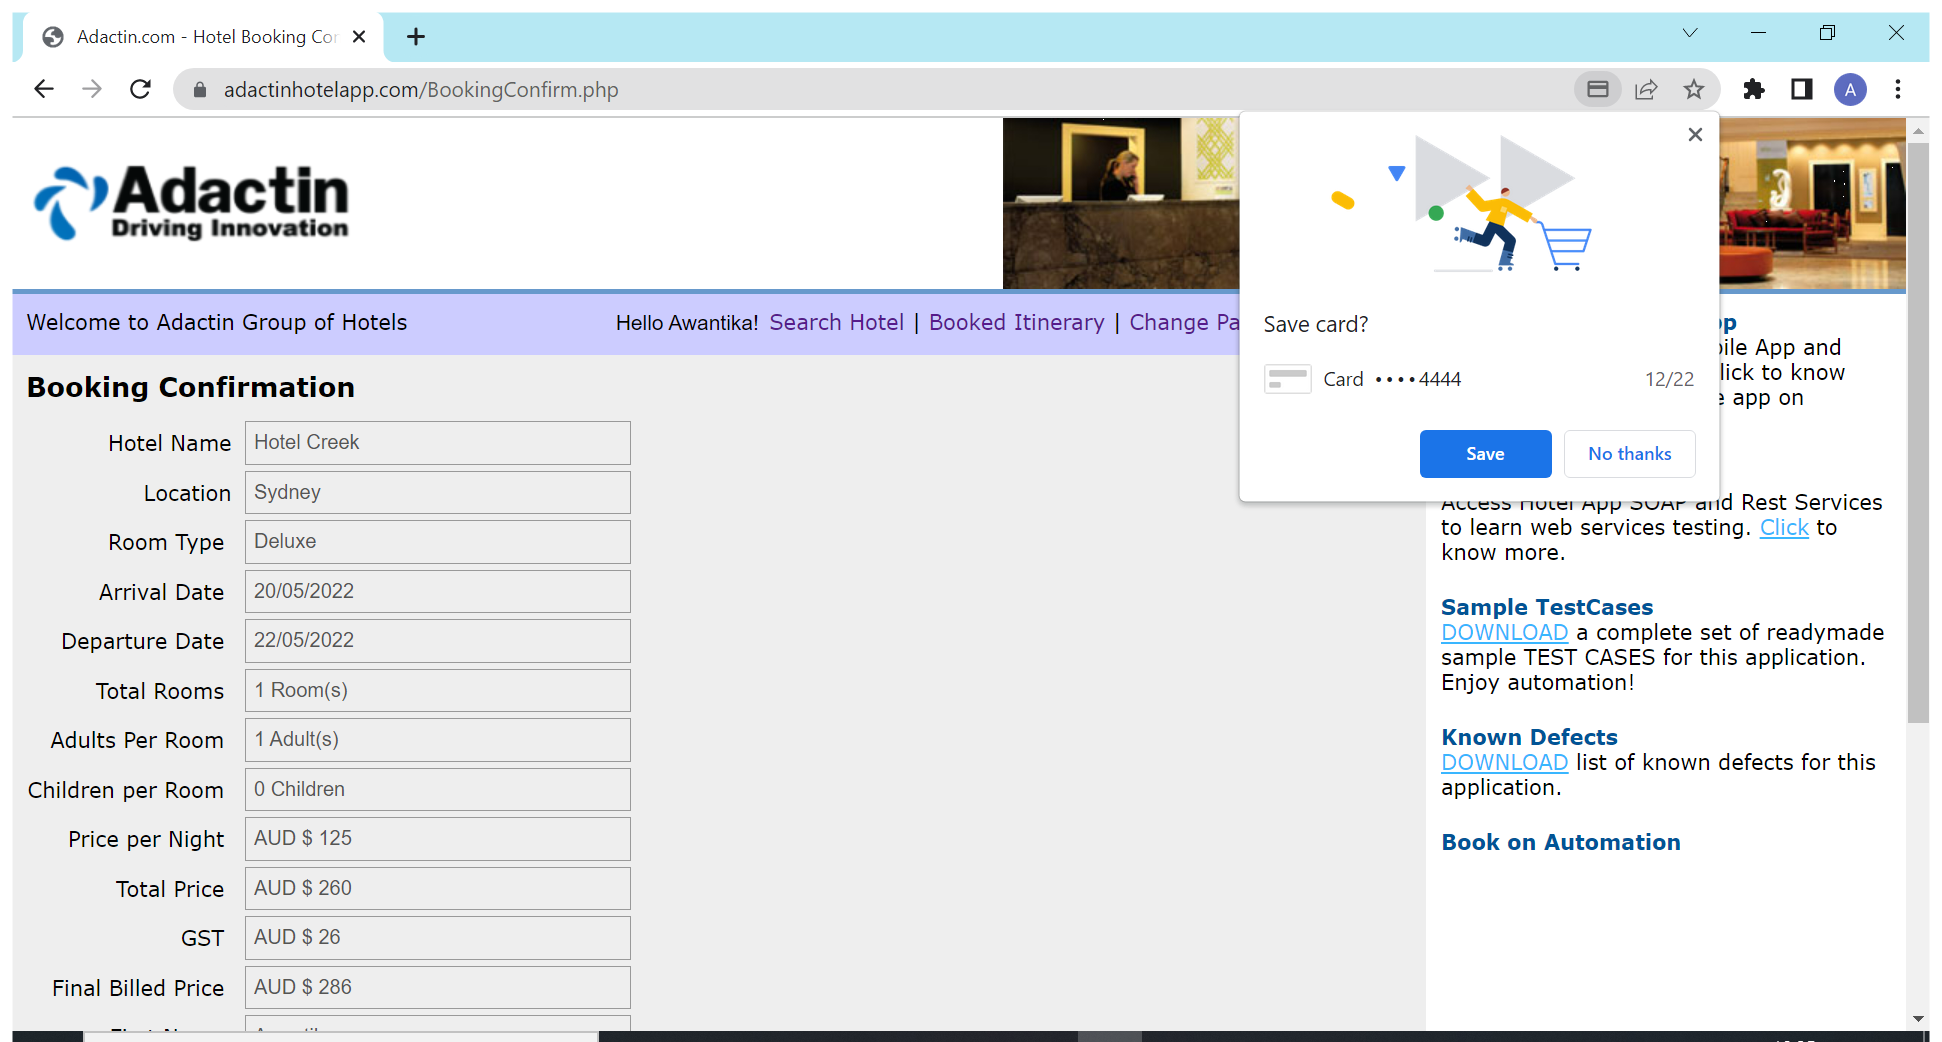 Adactin.com - Hotel Booking Cor
adactinhotelapp.com/BookingConfirm.php
A
Adactin
Driving Innovation
Welcome to Adactin Group of Hotels
Hello Awantika! Search Hotel | Booked Itinerary | Change Pa
Save card?
Card ••••4444 12/22
Save No thanks
Booking Confirmation
Hotel Name Hotel Creek
Location Sydney
Room Type Deluxe
Arrival Date 20/05/2022
Departure Date 22/05/2022
Total Rooms 1 Room(s)
Adults Per Room 1 Adult(s)
Children per Room 0 Children
Price per Night AUD $ 125
Total Price AUD $ 260
GST AUD $ 26
Final Billed Price AUD $ 286
App and
lick to know
app on
Access Hotel App SOAP and Rest Services
to learn web services testing. Click to
know more.
Sample TestCases
DOWNLOAD a complete set of readymade
sample TEST CASES for this application.
Enjoy automation!
Known Defects
DOWNLOAD list of known defects for this
application.
Book on Automation